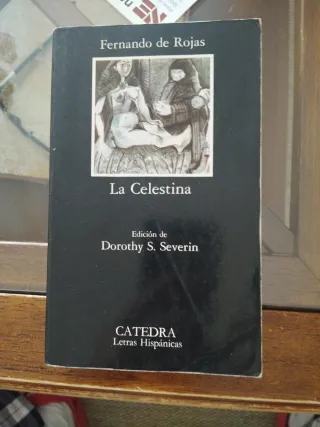 Fernando de Rojas
La Celestina
Edición de
Dorothy S. Severin
CATEDRA
Letras Hispánicas